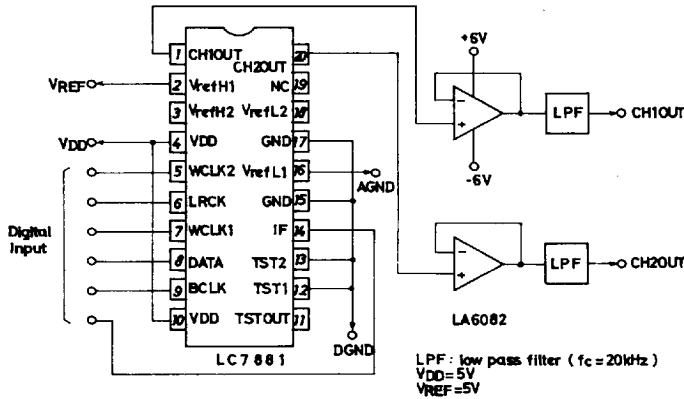 +6V
1 CH1OUT
CH2OUT 20
VREF 2 VrefH1
NC 19
3 VrefH2
VrefL2 18
VDD 4 VDD
GND 17
5 WCLK2
VrefL1 16
AGND
6 LRCK
GND 15
7 WCLK1
IF 14
Digital
Input
8 DATA
TST2 13
9 BCLK
TST1 12
10 VDD
TSTOUT 11
LC7881
DGND
-
+
-6V
LPF
CH1OUT
-
+
LPF
CH2OUT
LA6082
LPF : low pass filter ( fc = 20kHz )
VDD = 5V
VREF = 5V